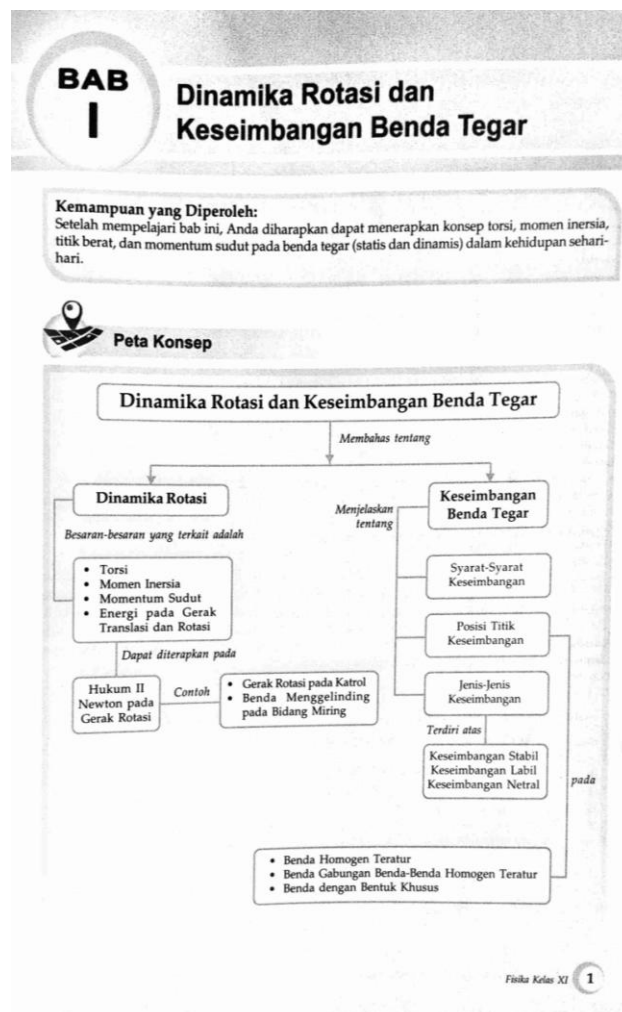 BAB
I
Dinamika Rotasi dan
Keseimbangan Benda Tegar
Kemampuan yang Diperoleh:
Setelah mempelajari bab ini, Anda diharapkan dapat menerapkan konsep torsi, momen inersia,
titik berat, dan momentum sudut pada benda tegar (statis dan dinamis) dalam kehidupan sehari-
hari.
Peta Konsep
Dinamika Rotasi dan Keseimbangan Benda Tegar
Membahas tentang
Dinamika Rotasi
Besaran-besaran yang terkait adalah
• Torsi
• Momen Inersia
• Momentum Sudut
• Energi pada Gerak
Translasi dan Rotasi
Dapat diterapkan pada
Hukum II
Newton pada
Gerak Rotasi
Contoh
• Gerak Rotasi pada Katrol
• Benda Menggelinding
pada Bidang Miring
Menjelaskan
tentang
Keseimbangan
Benda Tegar
Syarat-Syarat
Keseimbangan
Posisi Titik
Keseimbangan
Jenis-Jenis
Keseimbangan
Terdiri atas
Keseimbangan Stabil
Keseimbangan Labil
Keseimbangan Netral
pada
• Benda Homogen Teratur
• Benda Gabungan Benda-Benda Homogen Teratur
• Benda dengan Bentuk Khusus
Fisika Kelas XI 1